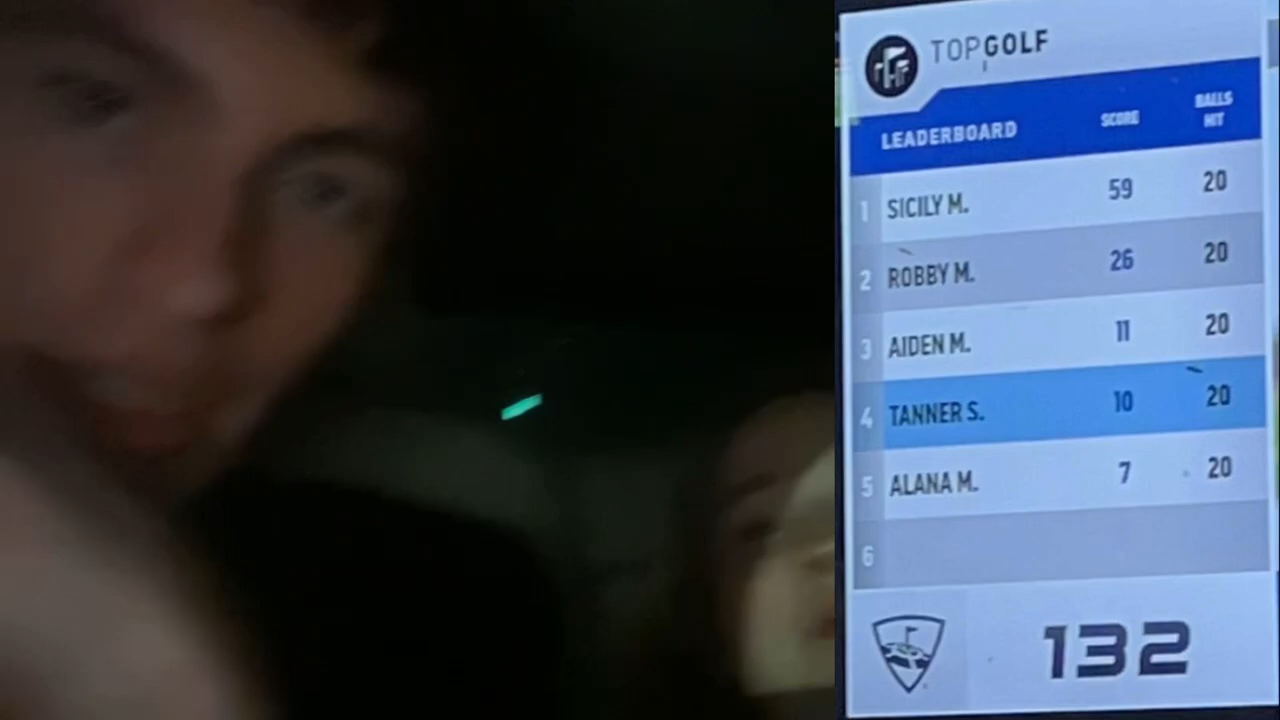 TOPGOLF
LEADERBOARD SCORE BALLS HIT
1 SICILY M. 59 20
2 ROBBY M. 26 20
3 AIDEN M. 11 20
4 TANNER S. 10 20
5 ALANA M. 7 20
6
132